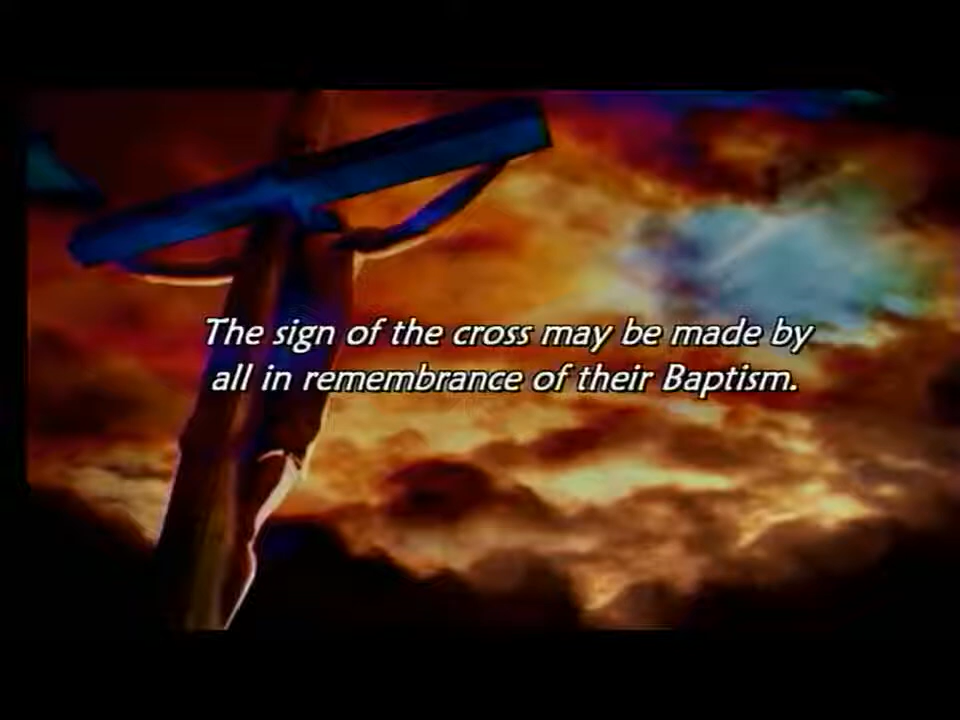 The sign of the cross may be made by
all in remembrance of their Baptism.